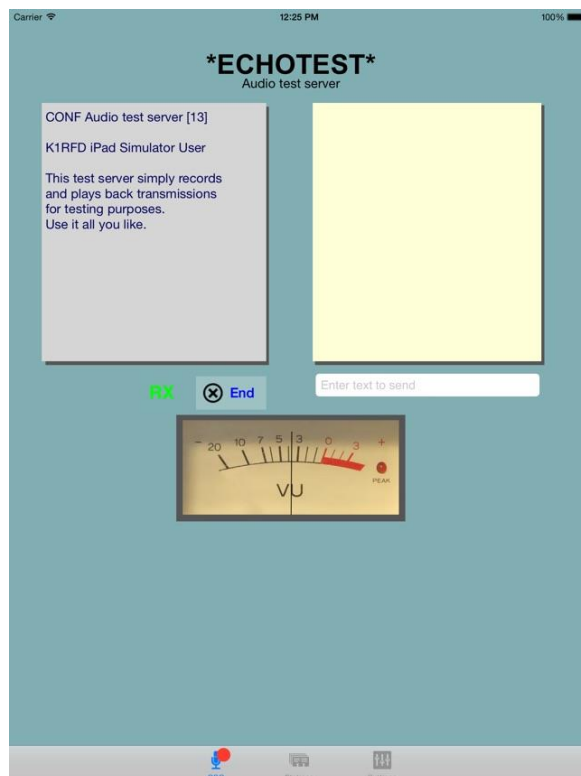 Carrier 12:25 PM 100%
*ECHOTEST*
Audio test server
CONF Audio test server [13]
K1RFD iPad Simulator User
This test server simply records
and plays back transmissions
for testing purposes.
Use it all you like.
Enter text to send
RX End
- 20 10 7 5 3 0 3 +
PEAK
VU